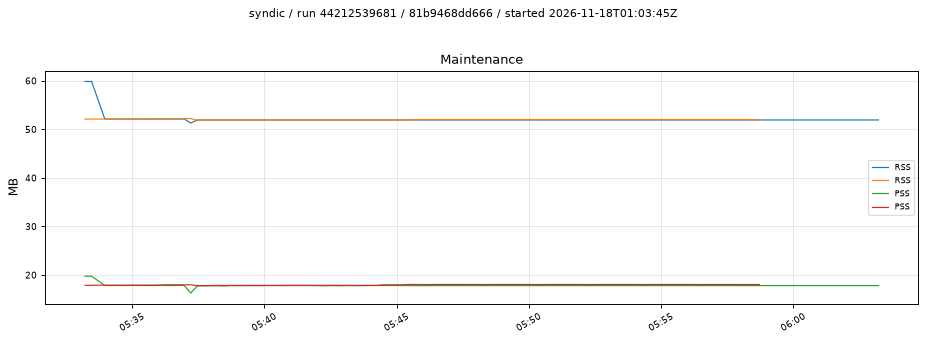 syndic / run 44212539681 / 81b9468dd666 / started 2026-11-18T01:03:45Z
Maintenance
MB
60
50
40
30
20
RSS
RSS
PSS
PSS
05:35
05:40
05:45
05:50
05:55
06:00